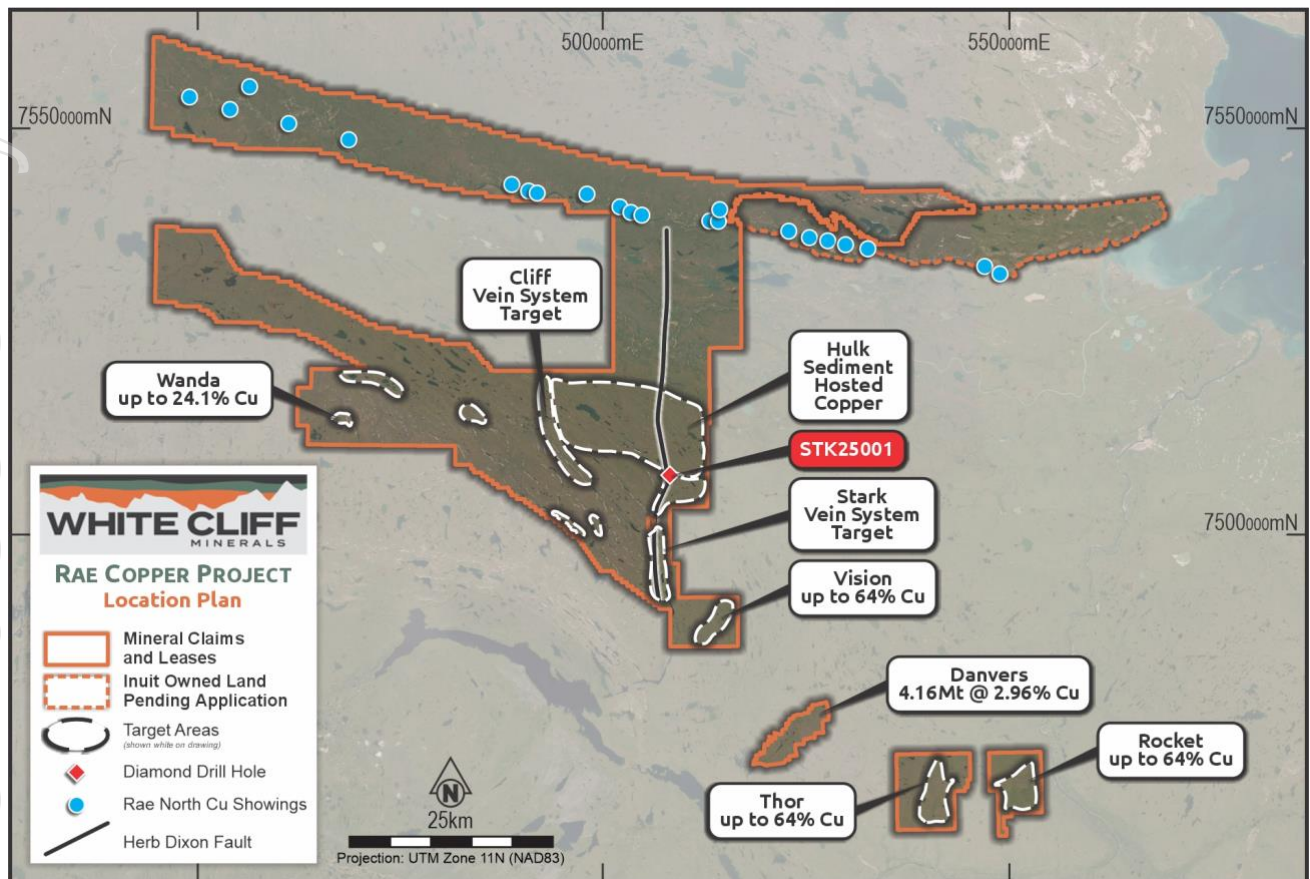 500000mE
550000mE
7550000mN
7550000mN
Cliff
Vein System
Target
Hulk
Sediment
Hosted
Copper
Wanda
up to 24.1% Cu
STK25001
Stark
Vein System
Target
7500000mN
Vision
up to 64% Cu
Danvers
4.16Mt @ 2.96% Cu
Rocket
up to 64% Cu
Thor
up to 64% Cu
WHITE CLIFF
MINERALS
RAE COPPER PROJECT
Location Plan
Mineral Claims
and Leases
Inuit Owned Land
Pending Application
Target Areas
(shown white on drawing)
Diamond Drill Hole
Rae North Cu Showings
Herb Dixon Fault
N
25km
Projection: UTM Zone 11N (NAD83)